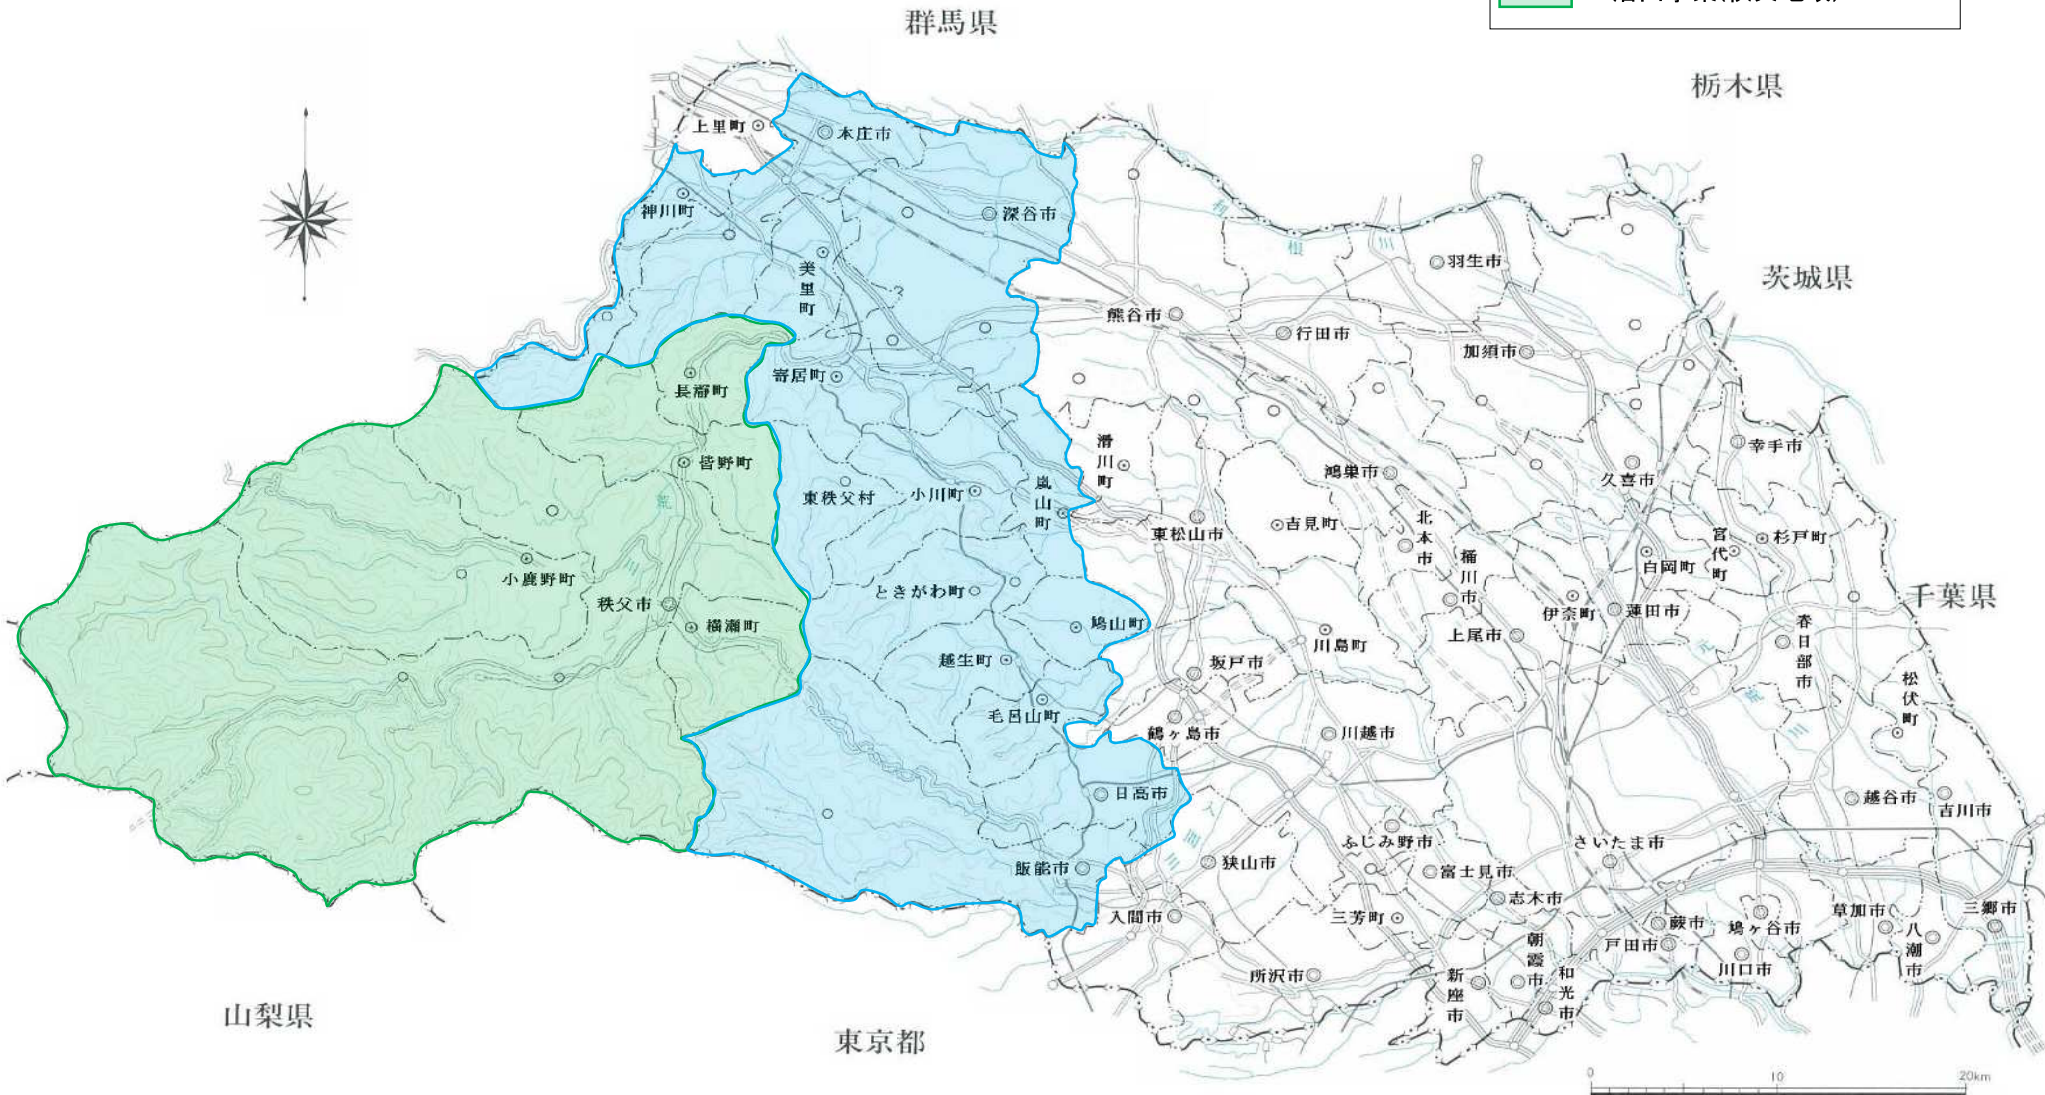 群馬県
栃木県
上里町
本庄市
神川町
深谷市
美里町
羽生市
茨城県
利
根
川
熊谷市
行田市
加須市
長瀞町
寄居町
皆野町
東秩父村
小川町
嵐山町
滑川町
東松山市
吉見町
鴻巣市
北本市
桶川市
久喜市
幸手市
宮代町
杉戸町
白岡町
荒
川
小鹿野町
秩父市
横瀬町
ときがわ町
鳩山町
越生町
毛呂山町
坂戸市
川島町
上尾市
伊奈町
蓮田市
春日部市
千葉県
松伏町
元
荒
川
鶴ヶ島市
川越市
日高市
入
間
川
越谷市
吉川市
飯能市
狭山市
ふじみ野市
さいたま市
富士見市
志木市
入間市
三芳町
朝霞市
和光市
新座市
所沢市
戸田市
蕨市
鳩ヶ谷市
川口市
草加市
八潮市
三郷市
山梨県
東京都
0 10 20km